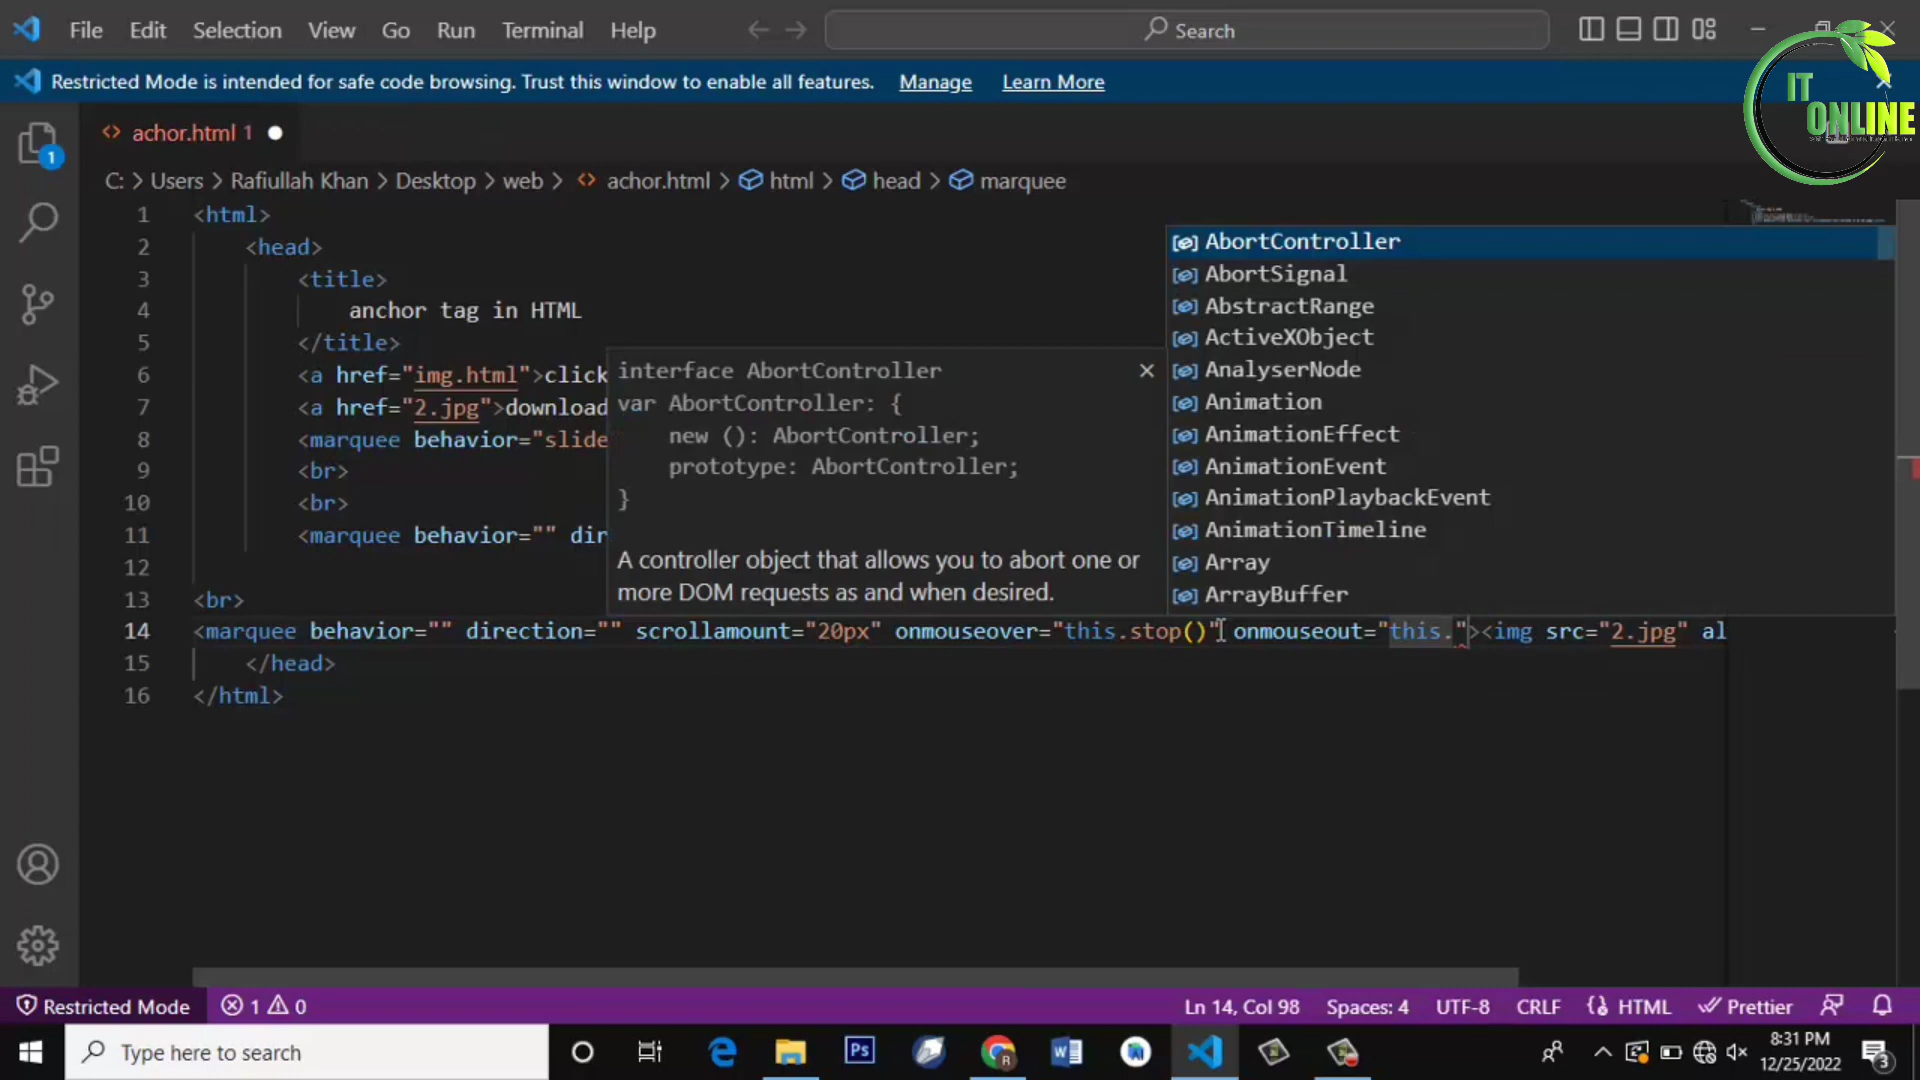 File Edit Selection View Go Run Terminal Help
Search
IT
ONLINE
Restricted Mode is intended for safe code browsing. Trust this window to enable all features. Manage Learn More
achor.html 1
C: > Users > Rafiullah Khan > Desktop > web > achor.html > html > head > marquee
1 <html>
2 <head>
3 <title>
4 anchor tag in HTML
5 </title>
6 <a href="img.html">click
7 <a href="2.jpg">download
8 <marquee behavior="slide
9 <br>
10 <br>
11 <marquee behavior="" dir
12
13 <br>
14 <marquee behavior="" direction="" scrollamount="20px" onmouseover="this.stop()" onmouseout="this."><img src="2.jpg" al
15 </head>
16 </html>
interface AbortController
var AbortController: {
new (): AbortController;
prototype: AbortController;
}
A controller object that allows you to abort one or
more DOM requests as and when desired.
AbortController
AbortSignal
AbstractRange
ActiveXObject
AnalyserNode
Animation
AnimationEffect
AnimationEvent
AnimationPlaybackEvent
AnimationTimeline
Array
ArrayBuffer
1
Restricted Mode 1 0 Ln 14, Col 98 Spaces: 4 UTF-8 CRLF HTML Prettier
Type here to search
Ps
R
8:31 PM
12/25/2022
3